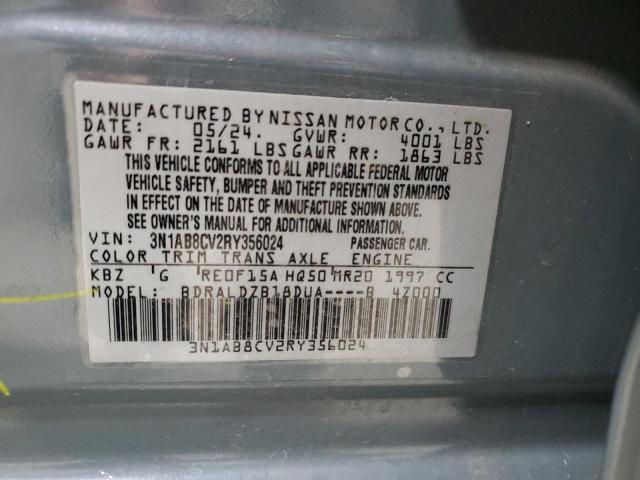 MANUFACTURED BY NISSAN MOTOR CO., LTD.
DATE: 05/24. GVWR: 4001 LBS
GAWR FR: 2161 LBS GAWR RR: 1863 LBS
THIS VEHICLE CONFORMS TO ALL APPLICABLE FEDERAL MOTOR
VEHICLE SAFETY, BUMPER AND THEFT PREVENTION STANDARDS
IN EFFECT ON THE DATE OF MANUFACTURE SHOWN ABOVE.
SEE OWNER'S MANUAL FOR ADDITIONAL INFORMATION.
VIN: 3N1AB8CV2RY356024 PASSENGER CAR.
COLOR TRIM TRANS AXLE ENGINE
KBZ 'G RE0F15A HQ50 MR20 1997 CC
MODEL: BDRALDZB18DUA----B 4Z000
3N1AB8CV2RY356024